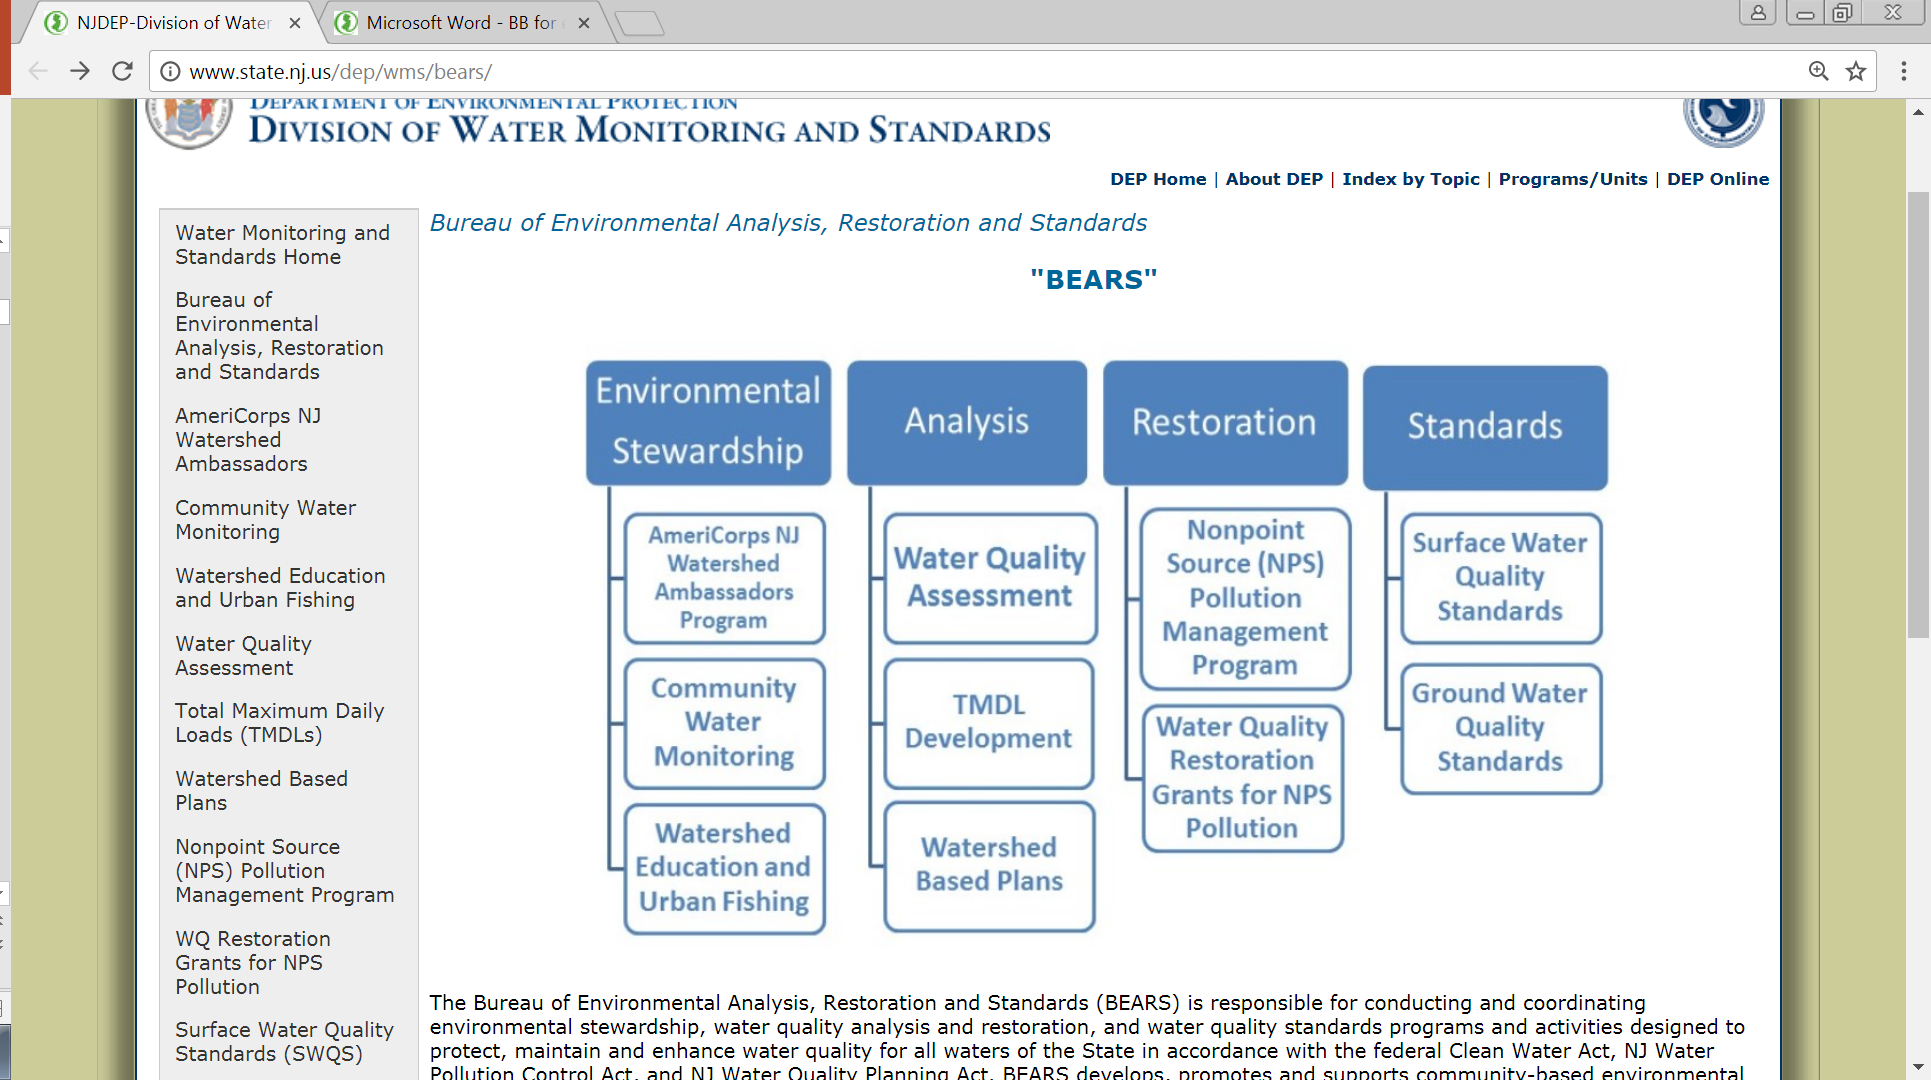 NJDEP-Division of Water
Microsoft Word - BB for
www.state.nj.us/dep/wms/bears/
DEPARTMENT OF ENVIRONMENTAL PROTECTION
DIVISION OF WATER MONITORING AND STANDARDS
DEP Home | About DEP | Index by Topic | Programs/Units | DEP Online
Water Monitoring and
Standards Home
Bureau of
Environmental
Analysis, Restoration
and Standards
AmeriCorps NJ
Watershed
Ambassadors
Community Water
Monitoring
Watershed Education
and Urban Fishing
Water Quality
Assessment
Total Maximum Daily
Loads (TMDLs)
Watershed Based
Plans
Nonpoint Source
(NPS) Pollution
Management Program
WQ Restoration
Grants for NPS
Pollution
Surface Water Quality
Standards (SWQS)
Bureau of Environmental Analysis, Restoration and Standards
"BEARS"
Environmental
Stewardship
AmeriCorps NJ
Watershed
Ambassadors
Program
Community
Water
Monitoring
Watershed
Education and
Urban Fishing
Analysis
Water Quality
Assessment
TMDL
Development
Watershed
Based Plans
Restoration
Nonpoint
Source (NPS)
Pollution
Management
Program
Water Quality
Restoration
Grants for NPS
Pollution
Standards
Surface Water
Quality
Standards
Ground Water
Quality
Standards
The Bureau of Environmental Analysis, Restoration and Standards (BEARS) is responsible for conducting and coordinating
environmental stewardship, water quality analysis and restoration, and water quality standards programs and activities designed to
protect, maintain and enhance water quality for all waters of the State in accordance with the federal Clean Water Act, NJ Water
Pollution Control Act, and NJ Water Quality Planning Act. BEARS develops, promotes and supports community-based environmental